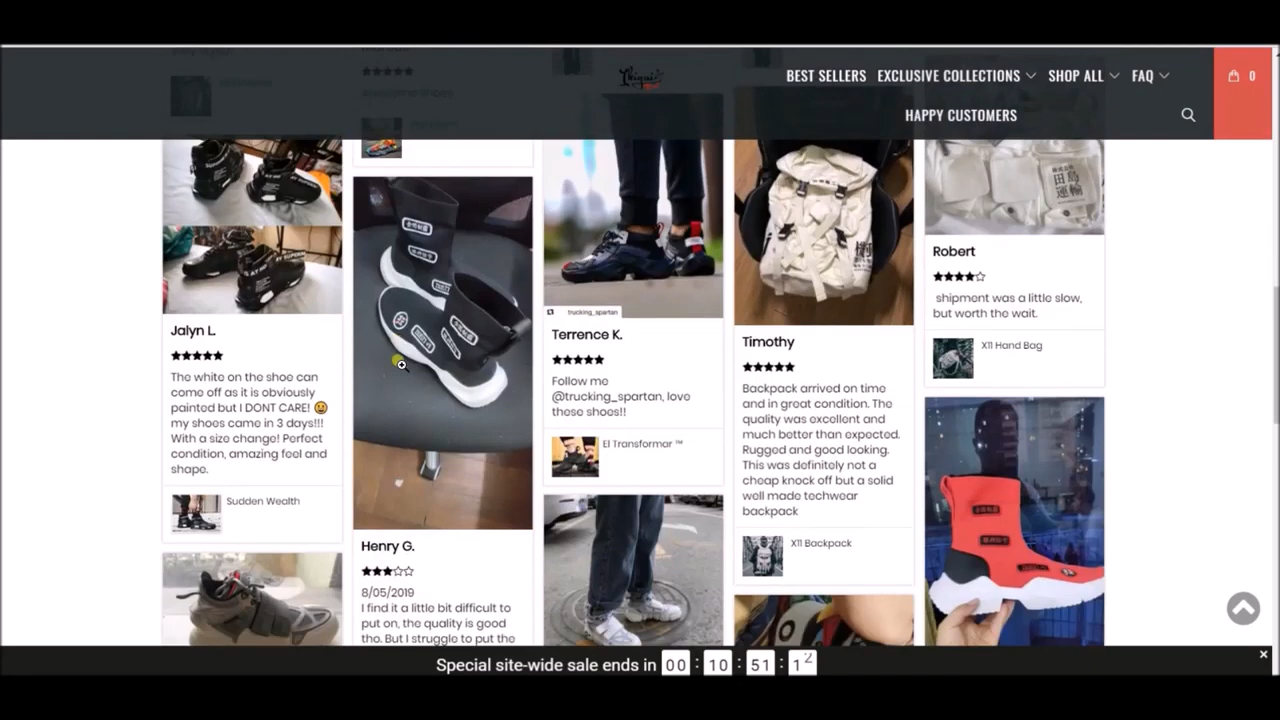 Ikigai
BEST SELLERS
EXCLUSIVE COLLECTIONS
SHOP ALL
FAQ
0
HAPPY CUSTOMERS
Jalyn L.
★★★★★
The white on the shoe can
come off as it is obviously
painted but I DONT CARE! 😃
my shoes came in 3 days!!!
With a size change! Perfect
condition, amazing feel and
shape.
Sudden Wealth
Henry G.
★★★☆☆
8/05/2019
I find it a little bit difficult to
put on, the quality is good
tho. But I struggle to put the
trucking_spartan
Terrence K.
★★★★★
Follow me
@trucking_spartan, love
these shoes!!
El Transformar ™
Timothy
★★★★★
Backpack arrived on time
and in great condition. The
quality was excellent and
much better than expected.
Rugged and good looking.
This was definitely not a
cheap knock off but a solid
well made techwear
backpack
X11 Backpack
田島
運輸
Robert
★★★★☆
shipment was a little slow,
but worth the wait.
X11 Hand Bag
Special site-wide sale ends in 00 : 10 : 51 : 12